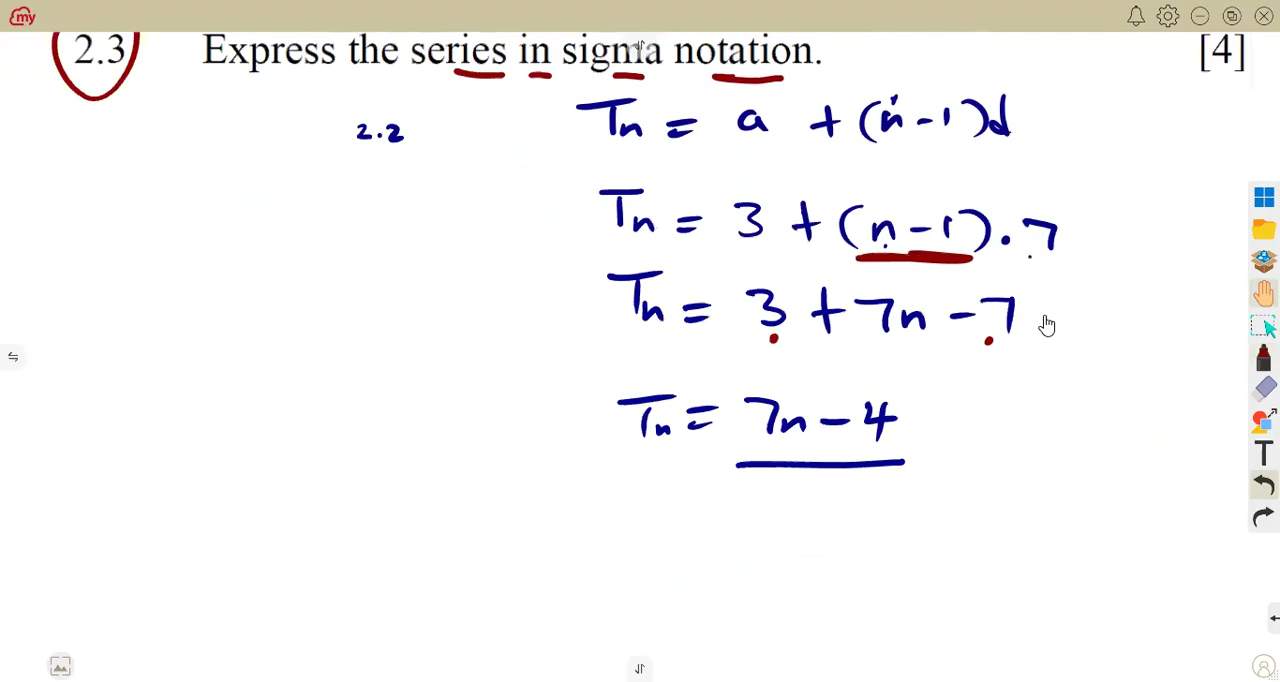 my
2.3 Express the series in sigma notation. [4]
Tn = a + (n-1)d
2.2
Tn = 3 + (n-1).7
Tn = 3 + 7n - 7
Tn = 7n - 4
T